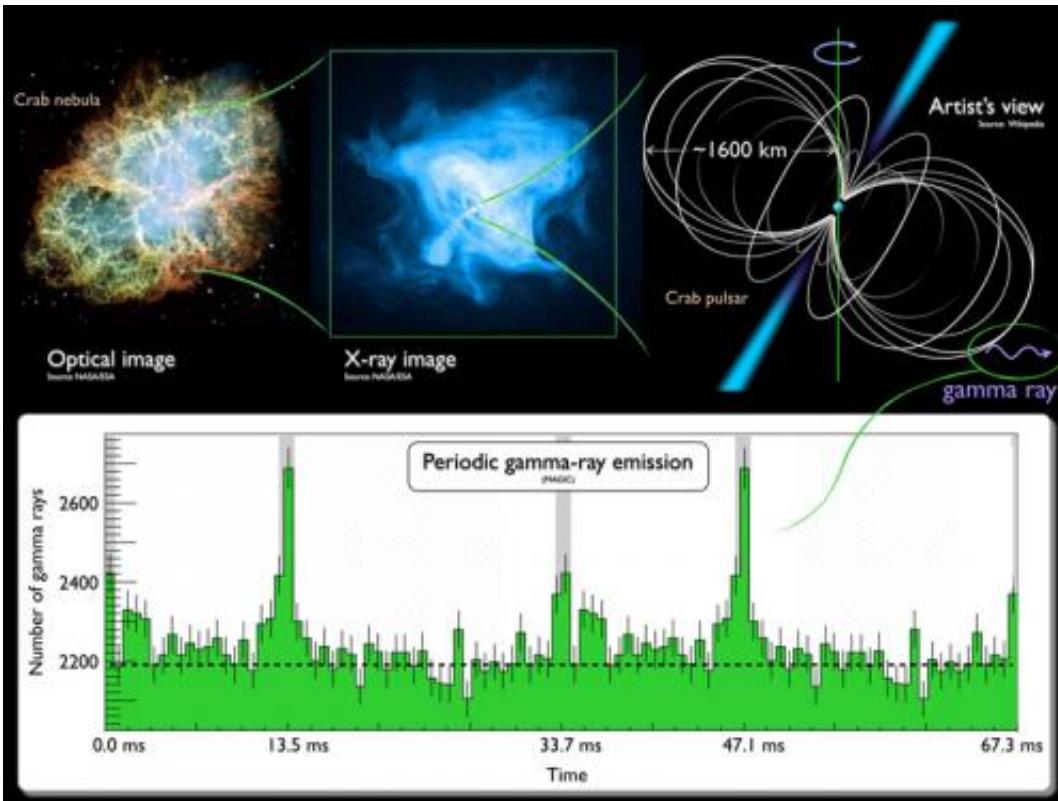 Crab nebula
Optical image
Source: NASA/ESA
X-ray image
Source: NASA/ESA
Artist's view
Source: Wikipedia
~1600 km
Crab pulsar
gamma ray
Periodic gamma-ray emission
(MAGIC)
Number of gamma rays
2600
2400
2200
0.0 ms
13.5 ms
33.7 ms
47.1 ms
67.3 ms
Time